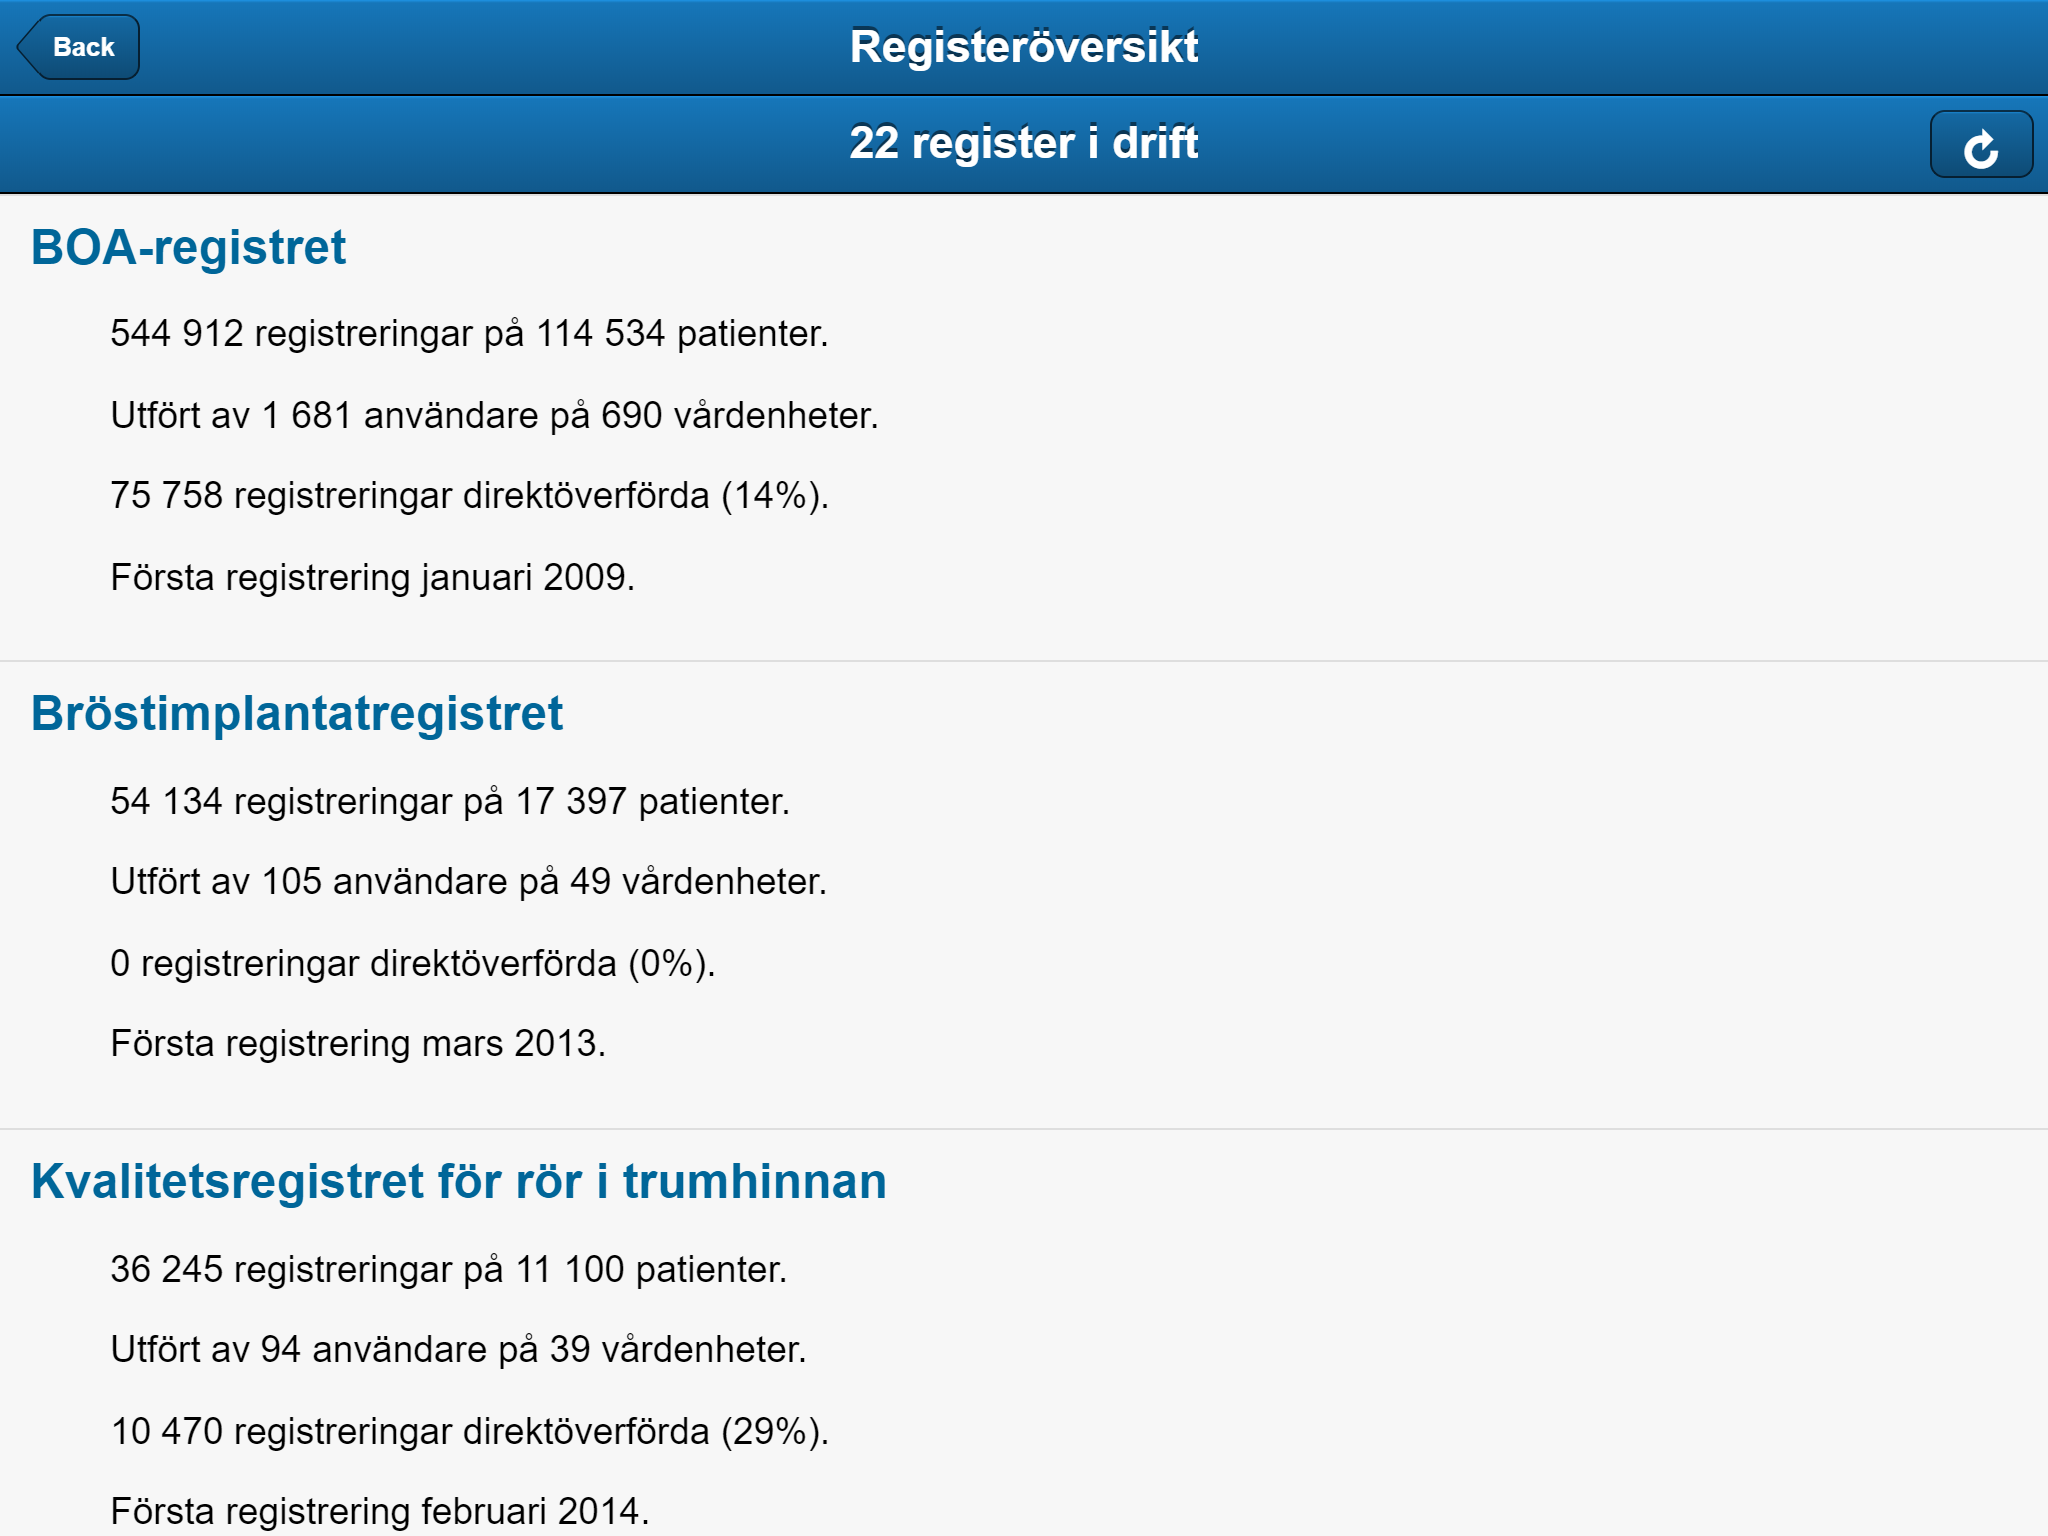 Back
Registeröversikt
22 register i drift
BOA-registret
544 912 registreringar på 114 534 patienter.
Utfört av 1 681 användare på 690 vårdenheter.
75 758 registreringar direktöverförda (14%).
Första registrering januari 2009.
Bröstimplantatregistret
54 134 registreringar på 17 397 patienter.
Utfört av 105 användare på 49 vårdenheter.
0 registreringar direktöverförda (0%).
Första registrering mars 2013.
Kvalitetsregistret för rör i trumhinnan
36 245 registreringar på 11 100 patienter.
Utfört av 94 användare på 39 vårdenheter.
10 470 registreringar direktöverförda (29%).
Första registrering februari 2014.